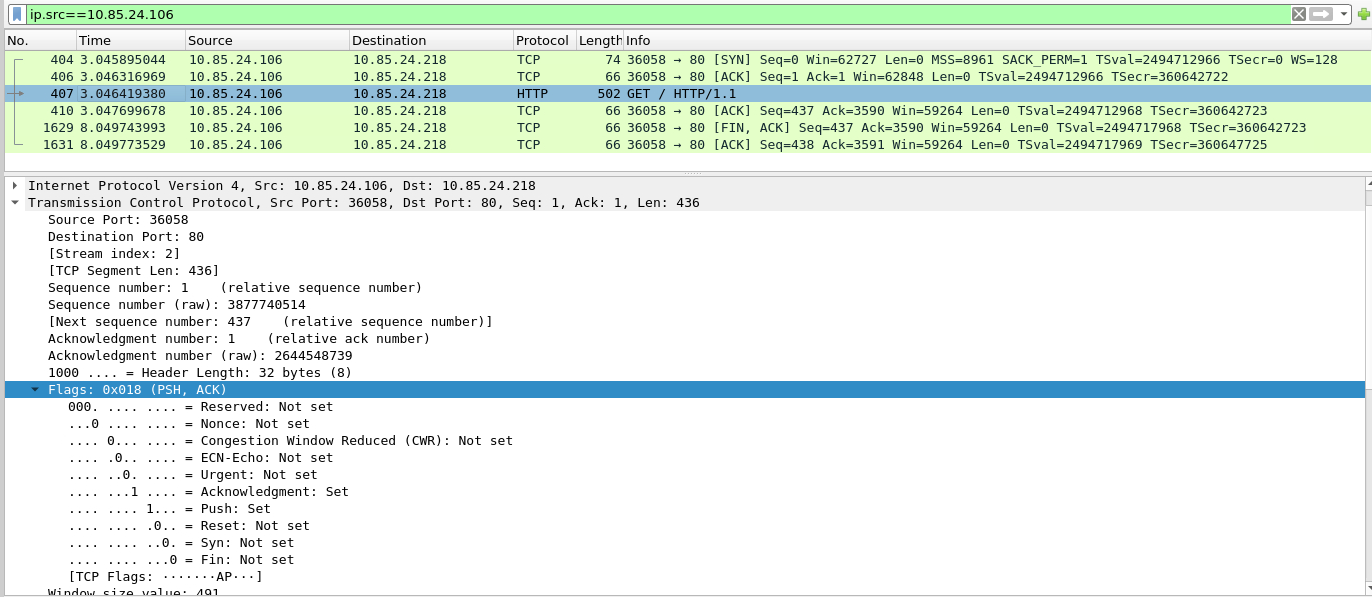 ip.src==10.85.24.106
No. Time Source Destination Protocol Length Info
404 3.045895044 10.85.24.106 10.85.24.218 TCP 74 36058 → 80 [SYN] Seq=0 Win=62727 Len=0 MSS=8961 SACK_PERM=1 TSval=2494712966 TSecr=0 WS=128
406 3.046316969 10.85.24.106 10.85.24.218 TCP 66 36058 → 80 [ACK] Seq=1 Ack=1 Win=62848 Len=0 TSval=2494712966 TSecr=360642722
407 3.046419380 10.85.24.106 10.85.24.218 HTTP 502 GET / HTTP/1.1
410 3.047699678 10.85.24.106 10.85.24.218 TCP 66 36058 → 80 [ACK] Seq=437 Ack=3590 Win=59264 Len=0 TSval=2494712968 TSecr=360642723
1629 8.049743993 10.85.24.106 10.85.24.218 TCP 66 36058 → 80 [FIN, ACK] Seq=437 Ack=3590 Win=59264 Len=0 TSval=2494717968 TSecr=360642723
1631 8.049773529 10.85.24.106 10.85.24.218 TCP 66 36058 → 80 [ACK] Seq=438 Ack=3591 Win=59264 Len=0 TSval=2494717969 TSecr=360647725
Internet Protocol Version 4, Src: 10.85.24.106, Dst: 10.85.24.218
Transmission Control Protocol, Src Port: 36058, Dst Port: 80, Seq: 1, Ack: 1, Len: 436
Source Port: 36058
Destination Port: 80
[Stream index: 2]
[TCP Segment Len: 436]
Sequence number: 1    (relative sequence number)
Sequence number (raw): 3877740514
[Next sequence number: 437    (relative sequence number)]
Acknowledgment number: 1    (relative ack number)
Acknowledgment number (raw): 2644548739
1000 .... = Header Length: 32 bytes (8)
Flags: 0x018 (PSH, ACK)
000. .... .... = Reserved: Not set
...0 .... .... = Nonce: Not set
.... 0... .... = Congestion Window Reduced (CWR): Not set
.... .0.. .... = ECN-Echo: Not set
.... ..0. .... = Urgent: Not set
.... ...1 .... = Acknowledgment: Set
.... .... 1... = Push: Set
.... .... .0.. = Reset: Not set
.... .... ..0. = Syn: Not set
.... .... ...0 = Fin: Not set
[TCP Flags: ·······AP···]
Window size value: 491